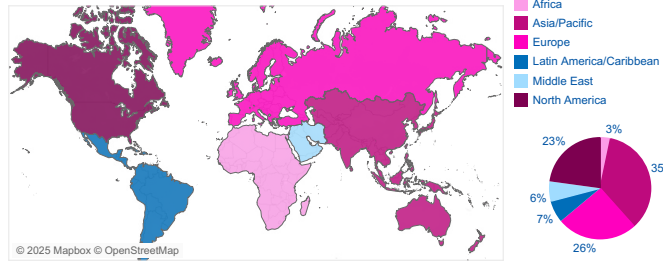 Africa
Asia/Pacific
Europe
Latin America/Caribbean
Middle East
North America
3%
23%
35
6%
7%
26%
© 2025 Mapbox © OpenStreetMap